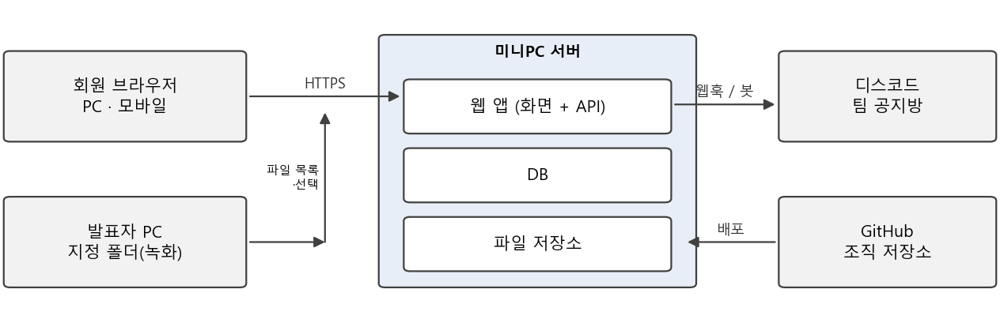 미니PC 서버
회원 브라우저
PC · 모바일
HTTPS
웹 앱 (화면 + API)
웹훅 / 봇
디스코드
팀 공지방
파일 목록
·선택
DB
발표자 PC
지정 폴더(녹화)
파일 저장소
배포
GitHub
조직 저장소